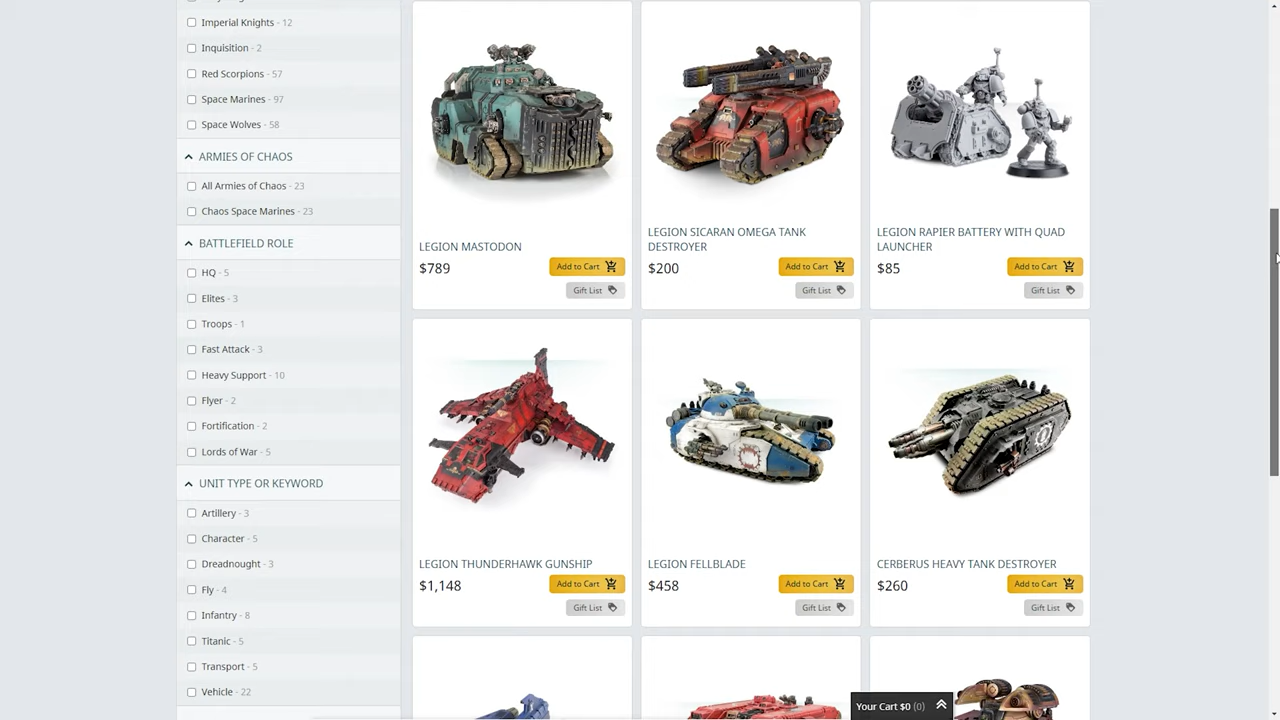 Imperial Knights - 12
Inquisition - 2
Red Scorpions - 57
Space Marines - 97
Space Wolves - 58
ARMIES OF CHAOS
All Armies of Chaos - 23
Chaos Space Marines - 23
BATTLEFIELD ROLE
HQ - 5
Elites - 3
Troops - 1
Fast Attack - 3
Heavy Support - 10
Flyer - 2
Fortification - 2
Lords of War - 5
UNIT TYPE OR KEYWORD
Artillery - 3
Character - 5
Dreadnought - 3
Fly - 4
Infantry - 8
Titanic - 5
Transport - 5
Vehicle - 22
LEGION MASTODON
$789
Add to Cart
Gift List
LEGION SICARAN OMEGA TANK
DESTROYER
$200
Add to Cart
Gift List
LEGION RAPIER BATTERY WITH QUAD
LAUNCHER
$85
Add to Cart
Gift List
LEGION THUNDERHAWK GUNSHIP
$1,148
Add to Cart
Gift List
LEGION FELLBLADE
$458
Add to Cart
Gift List
CERBERUS HEAVY TANK DESTROYER
$260
Add to Cart
Gift List
Your Cart $0 (0)